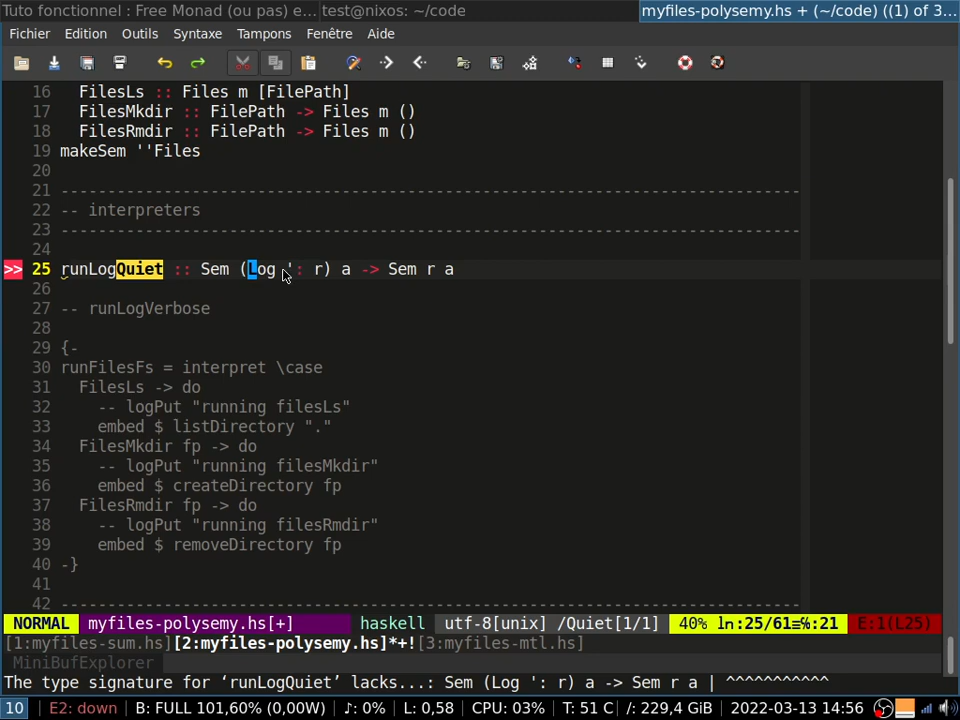 Tuto fonctionnel : Free Monad (ou pas) e... test@nixos: ~/code myfiles-polysemy.hs + (~/code) ((1) of 3...
Fichier Edition Outils Syntaxe Tampons Fenêtre Aide
16 FilesLs :: Files m [FilePath]
17 FilesMkdir :: FilePath -> Files m ()
18 FilesRmdir :: FilePath -> Files m ()
19 makeSem ''Files
20
21 -------------------------------------------------------------------------------
22 -- interpreters
23 -------------------------------------------------------------------------------
24
>> 25 runLogQuiet :: Sem (Log ': r) a -> Sem r a
26
27 -- runLogVerbose
28
29 {-
30 runFilesFs = interpret \case
31 FilesLs -> do
32 -- logPut "running filesLs"
33 embed $ listDirectory "."
34 FilesMkdir fp -> do
35 -- logPut "running filesMkdir"
36 embed $ createDirectory fp
37 FilesRmdir fp -> do
38 -- logPut "running filesRmdir"
39 embed $ removeDirectory fp
40 -}
41
42 -------------------------------------------------------------------------------
NORMAL myfiles-polysemy.hs[+] haskell utf-8[unix] /Quiet[1/1] 40% ln:25/61≡℅:21 E:1(L25)
[1:myfiles-sum.hs][2:myfiles-polysemy.hs]*+![3:myfiles-mtl.hs]
MiniBufExplorer
The type signature for ‘runLogQuiet’ lacks...: Sem (Log ': r) a -> Sem r a | ^^^^^^^^^^^
10 E2: down B: FULL 101,60% (0,00W) ♪: 0% L: 0,58 CPU: 03% T: 51 C /: 229,4 GiB 2022-03-13 14:56